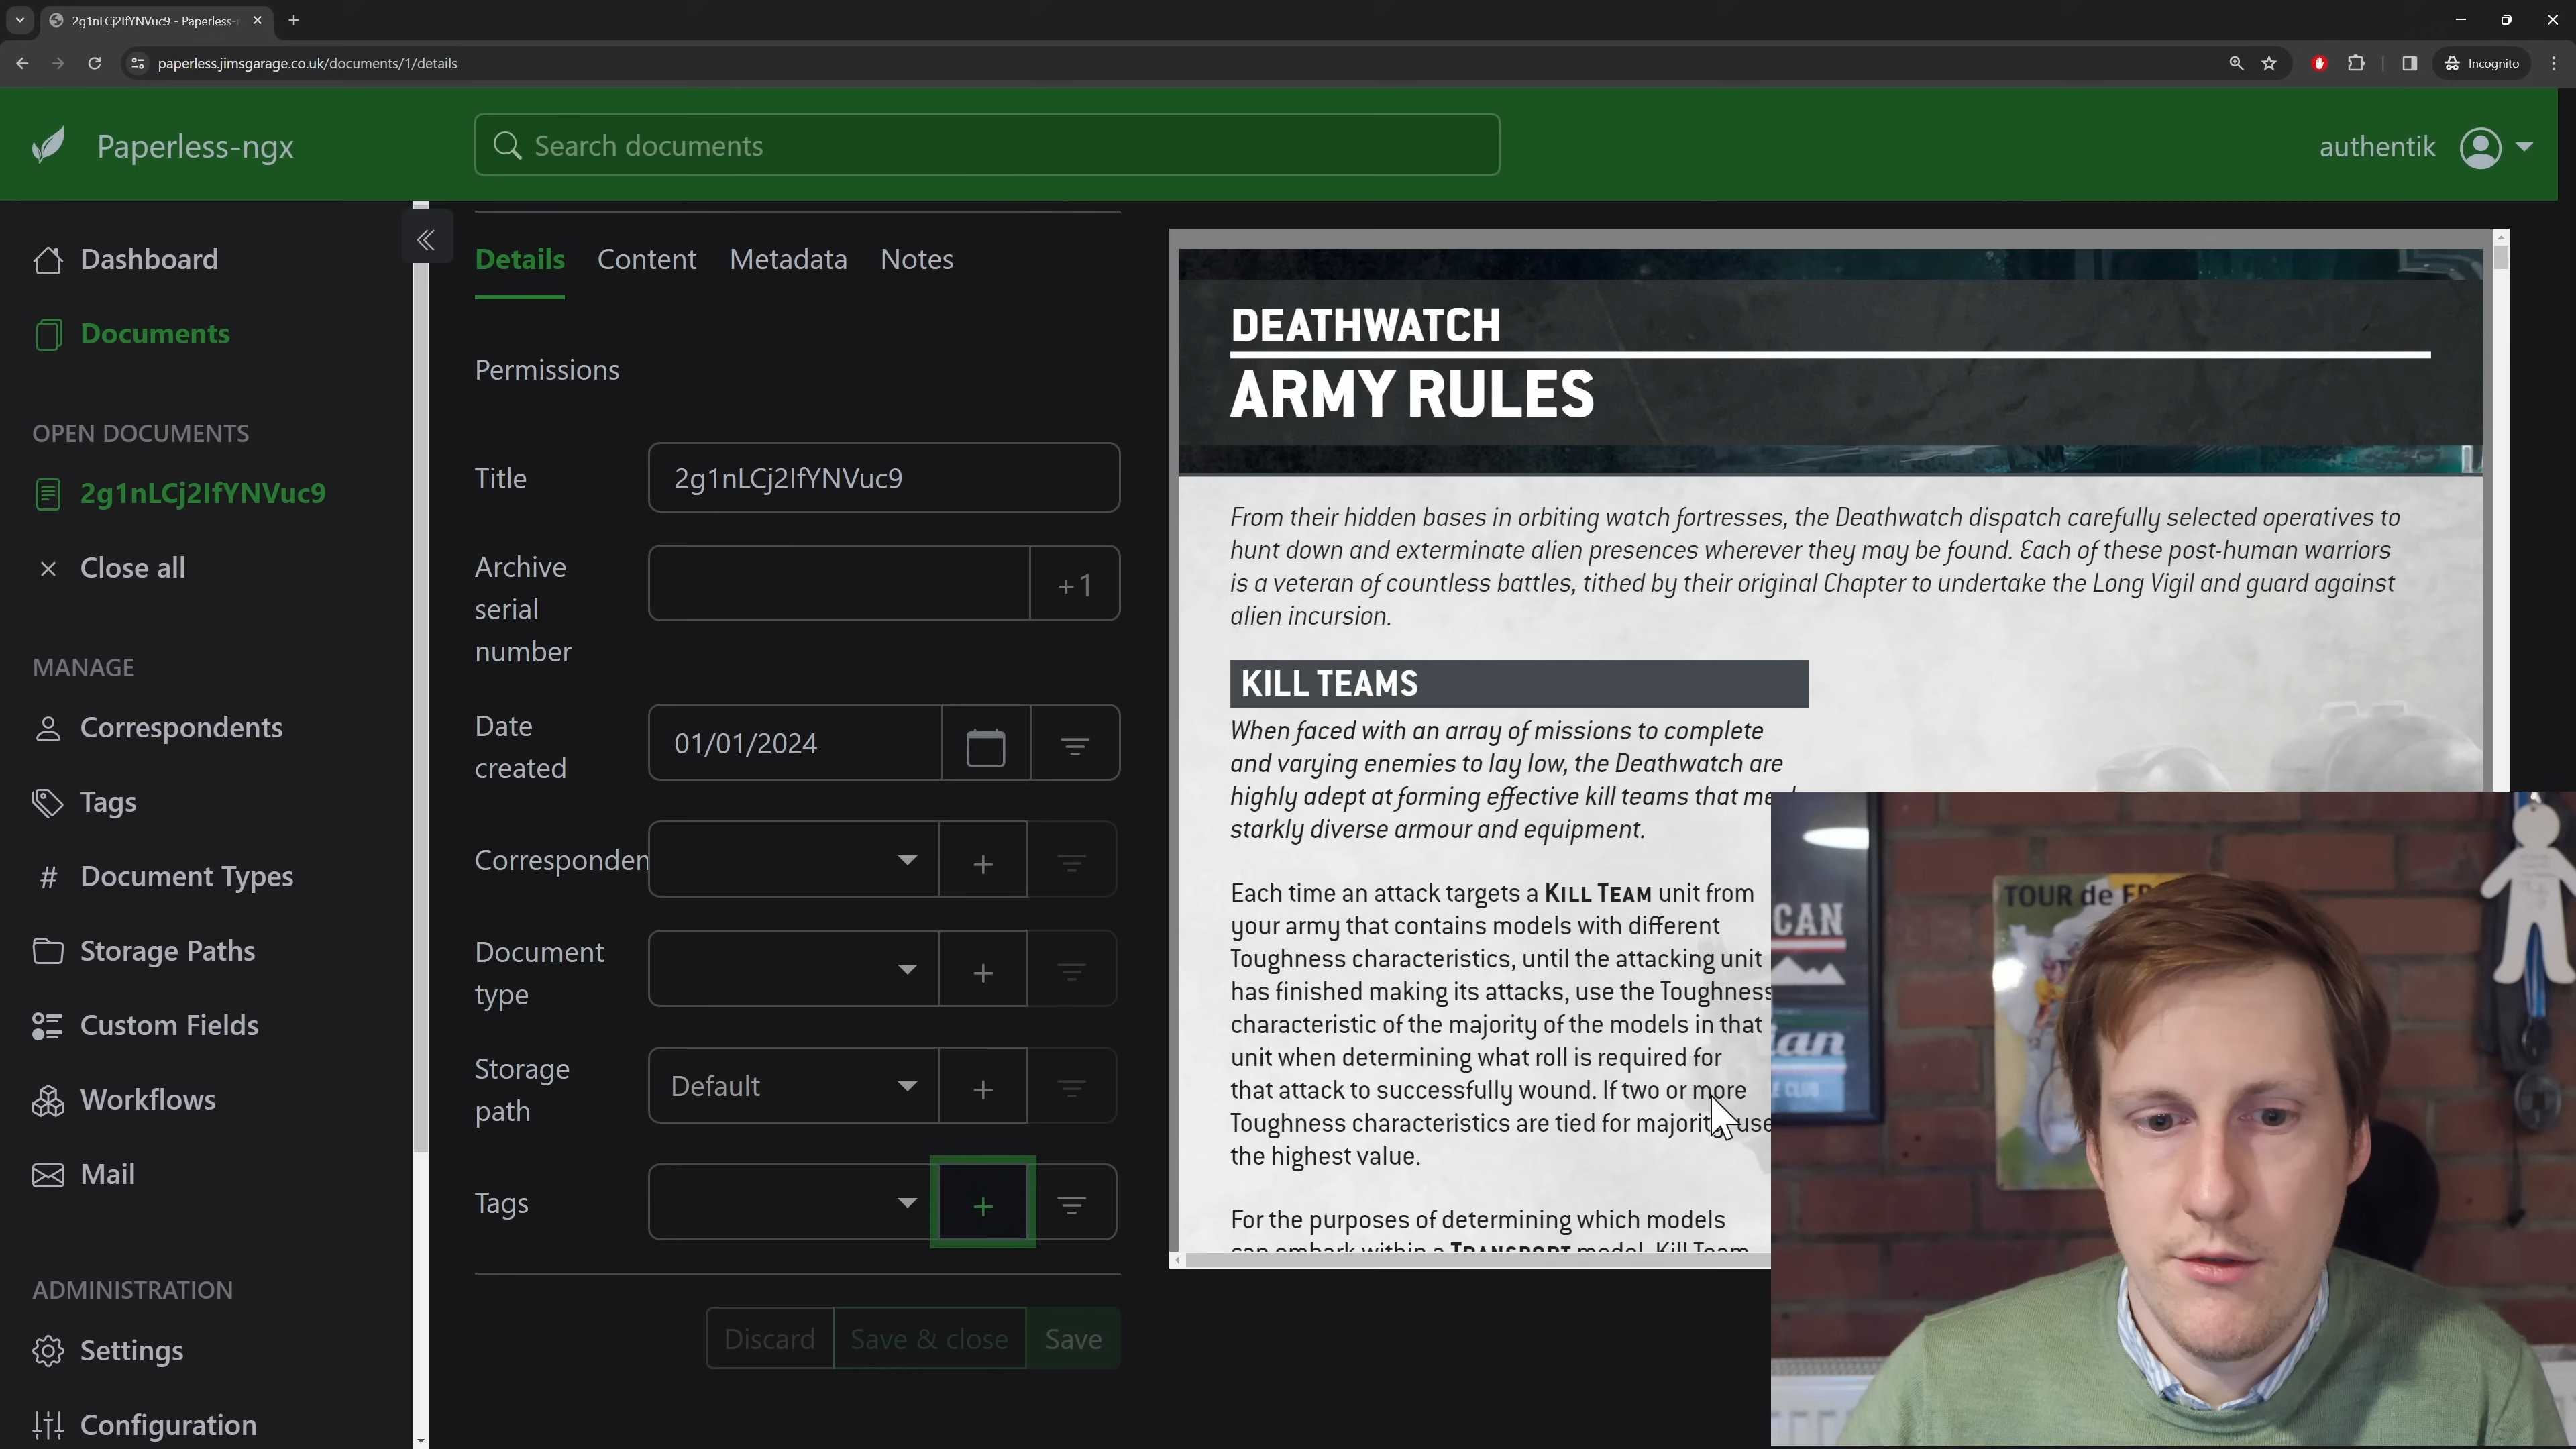 2g1nLCj2IfYNVuc9 - Paperless-
paperless.jimsgarage.co.uk/documents/1/details
Incognito
Paperless-ngx
Search documents
authentik
Dashboard
Documents
OPEN DOCUMENTS
2g1nLCj2IfYNVuc9
Close all
MANAGE
Correspondents
Tags
Document Types
Storage Paths
Custom Fields
Workflows
Mail
ADMINISTRATION
Settings
Configuration
Details Content Metadata Notes
Permissions
Title
2g1nLCj2IfYNVuc9
Archive
serial
number
+1
Date
created
01/01/2024
Corresponden
Document
type
Storage
path
Default
Tags
Discard
Save & close
Save
DEATHWATCH
ARMY RULES
From their hidden bases in orbiting watch fortresses, the Deathwatch dispatch carefully selected operatives to
hunt down and exterminate alien presences wherever they may be found. Each of these post-human warriors
is a veteran of countless battles, tithed by their original Chapter to undertake the Long Vigil and guard against
alien incursion.
KILL TEAMS
When faced with an array of missions to complete
and varying enemies to lay low, the Deathwatch are
highly adept at forming effective kill teams that
starkly diverse armour and equipment.
Each time an attack targets a KILL TEAM unit from
your army that contains models with different
Toughness characteristics, until the attacking unit
has finished making its attacks, use the Toughness
characteristic of the majority of the models in that
unit when determining what roll is required for
that attack to successfully wound. If two or more
Toughness characteristics are tied for majority, use
the highest value.
For the purposes of determining which models
can embark within a TRANSPORT model, Kill Team
TOUR de
CAN
ian
E CLUB